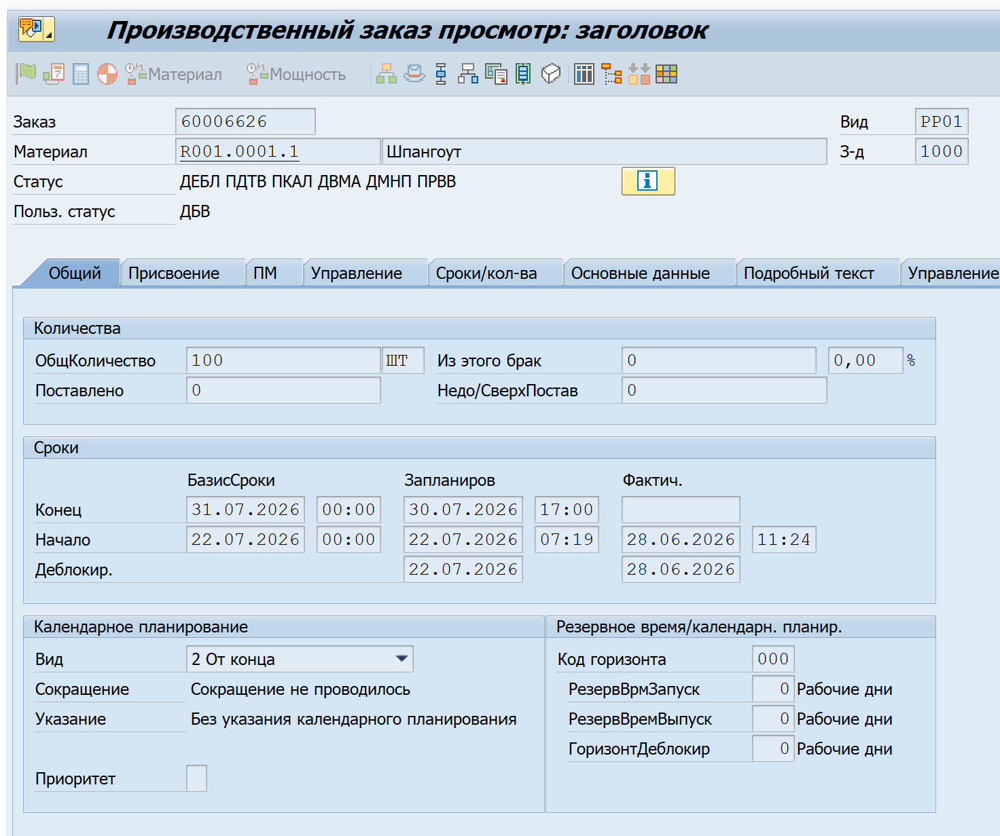 Производственный заказ просмотр: заголовок
Материал Мощность
Заказ 60006626 Вид PP01
Материал R001.0001.1 Шпангоут З-д 1000
Статус ДЕБЛ ПДТВ ПКАЛ ДВМА ДМНП ПРВВ
Польз. статус ДБВ
Общий Присвоение ПМ Управление Сроки/кол-ва Основные данные Подробный текст Управление
Количества
ОбщКоличество 100 ШТ Из этого брак 0 0,00 %
Поставлено 0 Недо/СверхПостав 0
Сроки
БазисСроки Запланиров Фактич.
Конец 31.07.2026 00:00 30.07.2026 17:00
Начало 22.07.2026 00:00 22.07.2026 07:19 28.06.2026 11:24
Деблокир. 22.07.2026 28.06.2026
Календарное планирование Резервное время/календарн. планир.
Вид 2 От конца Код горизонта 000
Сокращение Сокращение не проводилось РезервВрмЗапуск 0 Рабочие дни
Указание Без указания календарного планирования РезервВремВыпуск 0 Рабочие дни
ГоризонтДеблокир 0 Рабочие дни
Приоритет